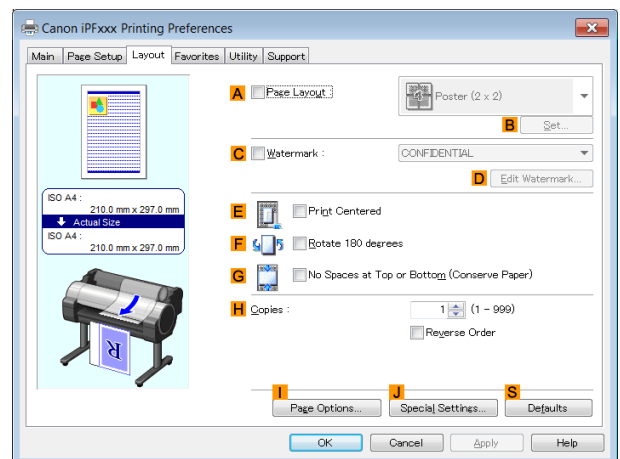 Canon iPFxxx Printing Preferences
Main Page Setup Layout Favorites Utility Support
A Page Layout : Poster (2 x 2)
B Set...
C Watermark : CONFIDENTIAL
D Edit Watermark...
ISO A4 :
210.0 mm x 297.0 mm
Actual Size
ISO A4 :
210.0 mm x 297.0 mm
E Print Centered
F Rotate 180 degrees
G No Spaces at Top or Bottom (Conserve Paper)
H Copies : 1 (1 - 999)
Reverse Order
R
I J S
Page Options... Special Settings... Defaults
OK Cancel Apply Help